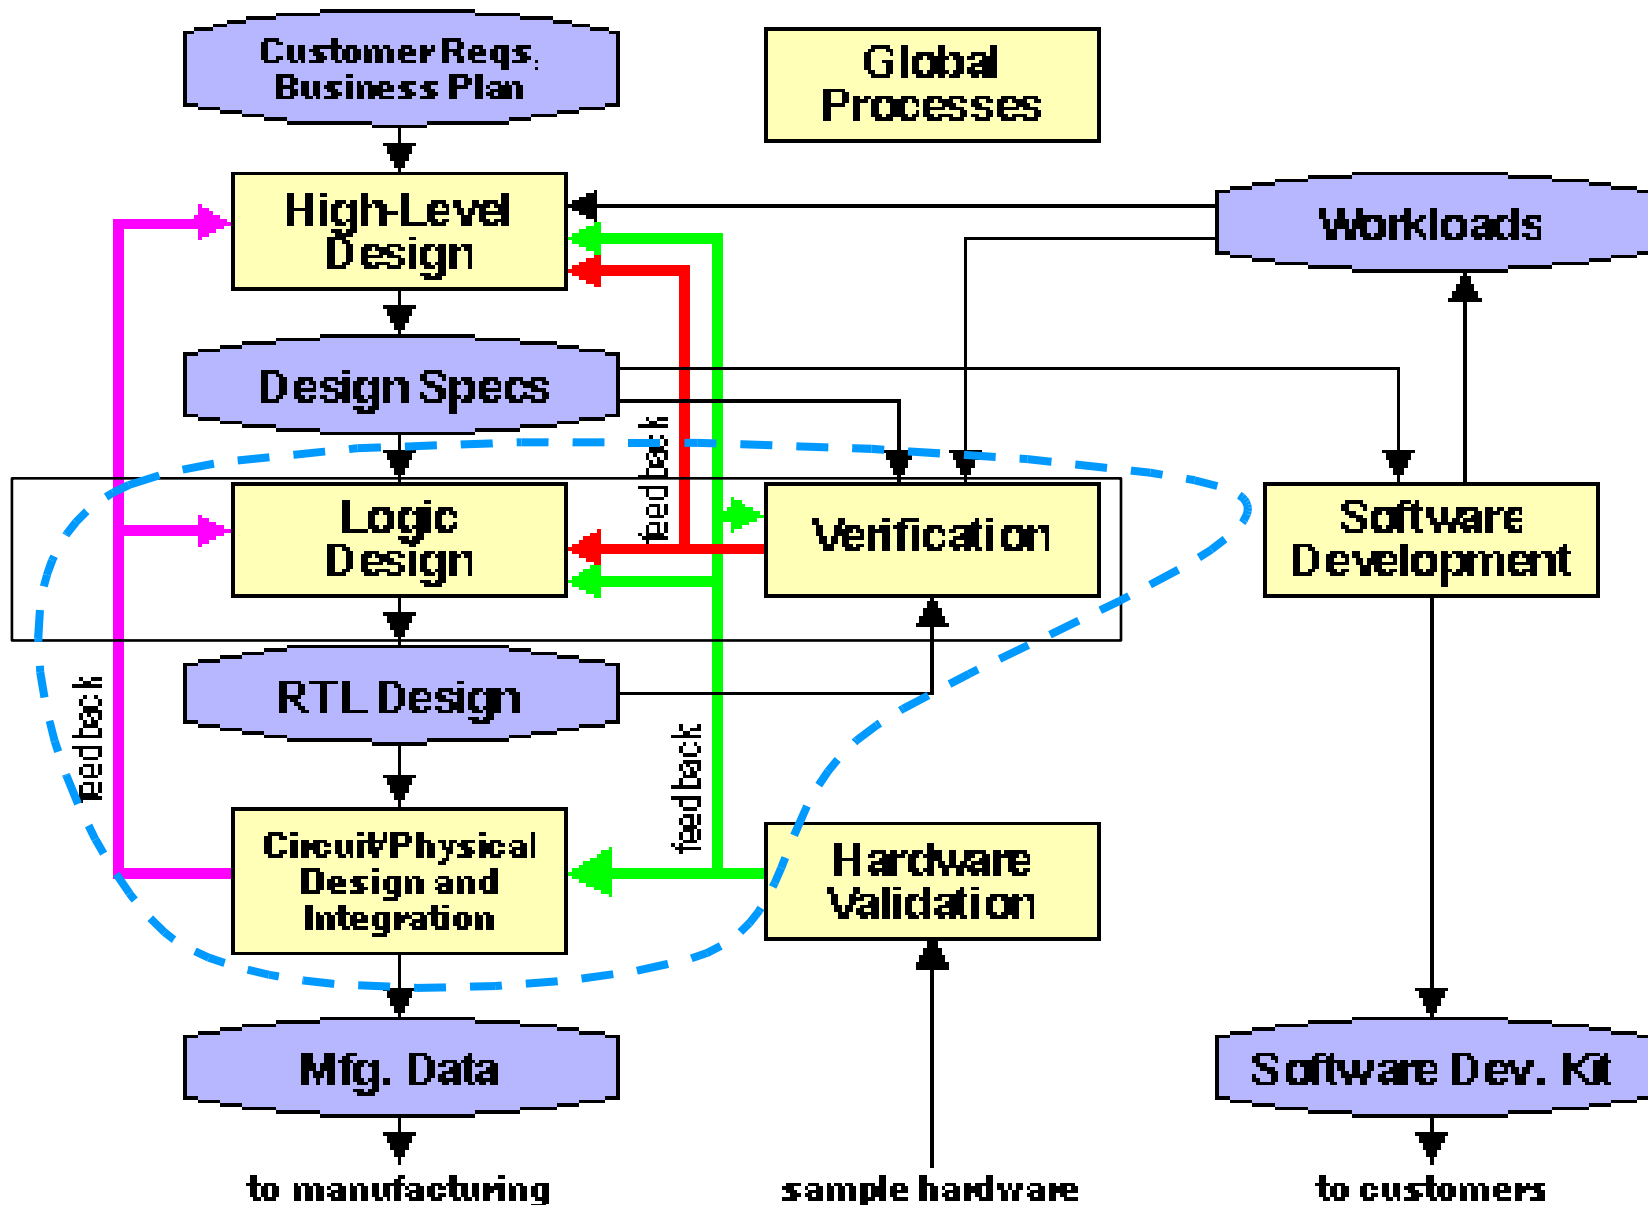 Customer Reqs.
Business Plan
Global
Processes
High-Level
Design
Workloads
Design Specs
feedback
Logic
Design
Verification
Software
Development
RTL Design
feedback
feedback
Circuit/Physical
Design and
Integration
Hardware
Validation
Mfg. Data
Software Dev. Kit
to manufacturing
sample hardware
to customers